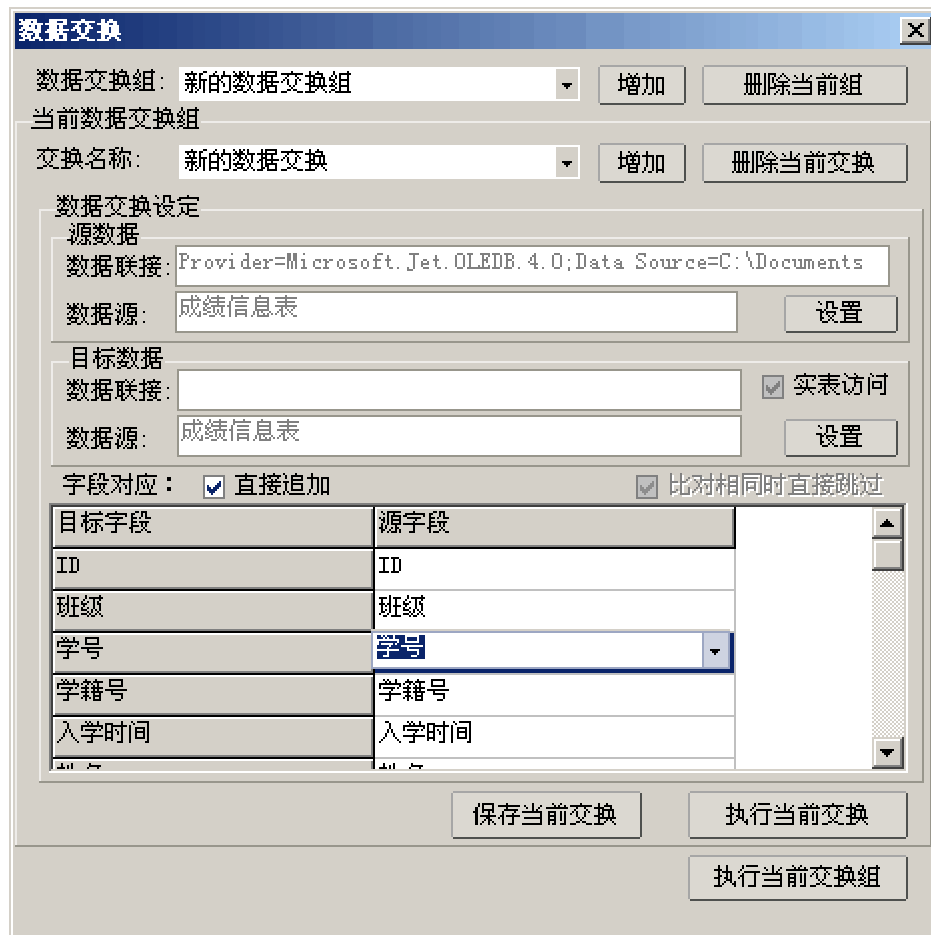 数据交换
数据交换组: 新的数据交换组 增加 删除当前组
当前数据交换组
交换名称: 新的数据交换 增加 删除当前交换
数据交换设定
源数据
数据联接: Provider=Microsoft.Jet.OLEDB.4.0;Data Source=C:\Documents
数据源: 成绩信息表 设置
目标数据
数据联接: 实表访问
数据源: 成绩信息表 设置
字段对应： 直接追加 比对相同时直接跳过
目标字段 源字段
ID ID
班级 班级
学号 学号
学籍号 学籍号
入学时间 入学时间
保存当前交换 执行当前交换
执行当前交换组